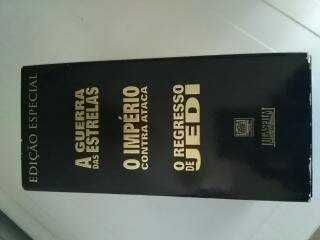 EDIÇÃO ESPECIAL
A GUERRA
DAS ESTRELAS
O IMPÉRIO
CONTRA ATACA
O REGRESSO
DE JEDI